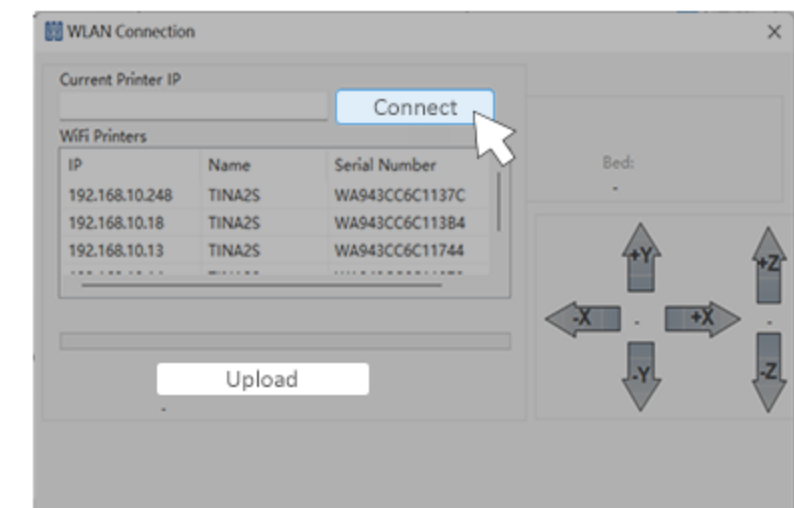 WLAN Connection
Current Printer IP
Connect
WiFi Printers
IP Name Serial Number
192.168.10.248 TINA2S WA943CC6C1137C
192.168.10.18 TINA2S WA943CC6C113B4
192.168.10.13 TINA2S WA943CC6C11744
Upload
-
Bed:
-
+Y
+Z
-X - +X -
-Y
-Z